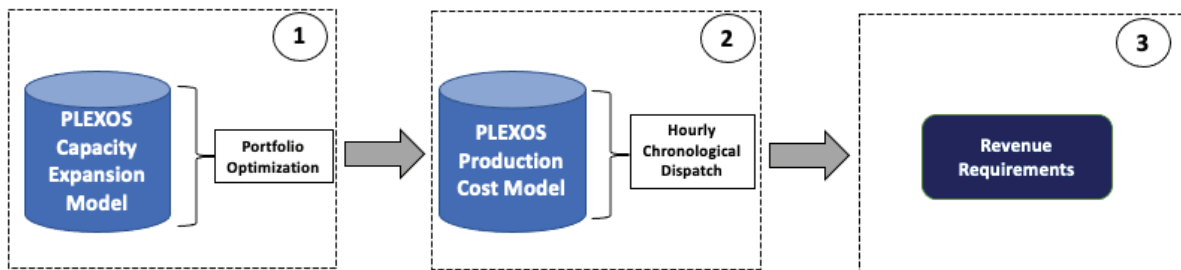 1
PLEXOS
Capacity
Expansion
Model
Portfolio
Optimization
2
PLEXOS
Production
Cost Model
Hourly
Chronological
Dispatch
3
Revenue
Requirements